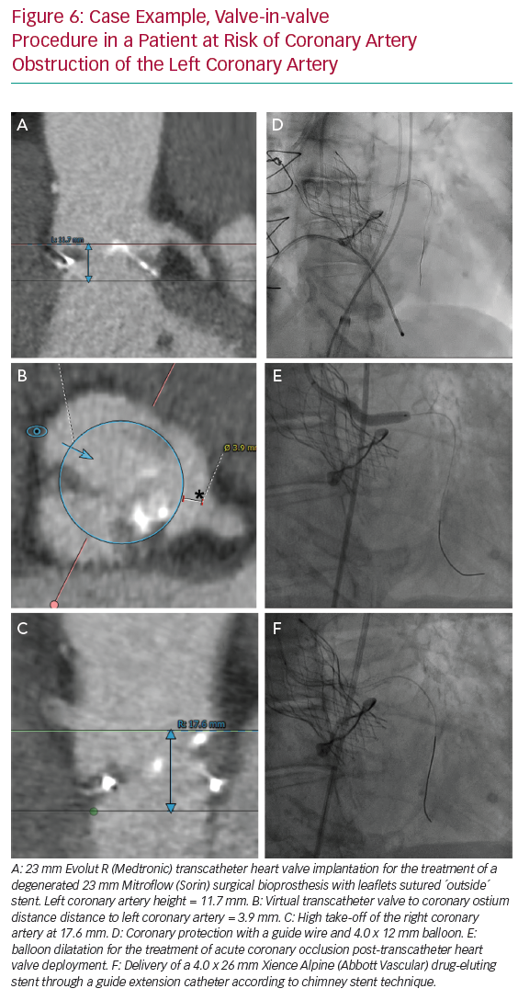 Figure 6: Case Example, Valve-in-valve
Procedure in a Patient at Risk of Coronary Artery
Obstruction of the Left Coronary Artery
A
L: 11.7 mm
D
B
Ø 3.9 m
*
E
C
R: 17.6 mm
F
A: 23 mm Evolut R (Medtronic) transcatheter heart valve implantation for the treatment of a
degenerated 23 mm Mitroflow (Sorin) surgical bioprosthesis with leaflets sutured ´outside´
stent. Left coronary artery height = 11.7 mm. B: Virtual transcatheter valve to coronary ostium
distance distance to left coronary artery = 3.9 mm. C: High take-off of the right coronary
artery at 17.6 mm. D: Coronary protection with a guide wire and 4.0 x 12 mm balloon. E:
balloon dilatation for the treatment of acute coronary occlusion post-transcatheter heart
valve deployment. F: Delivery of a 4.0 x 26 mm Xience Alpine (Abbott Vascular) drug-eluting
stent through a guide extension catheter according to chimney stent technique.